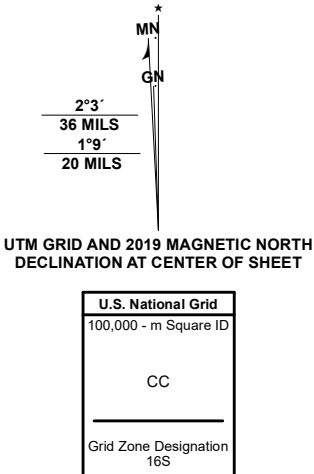 ★
MN
GN
2°3´
36 MILS
1°9´
20 MILS
UTM GRID AND 2019 MAGNETIC NORTH
DECLINATION AT CENTER OF SHEET
U.S. National Grid
100,000 - m Square ID
CC
Grid Zone Designation
16S